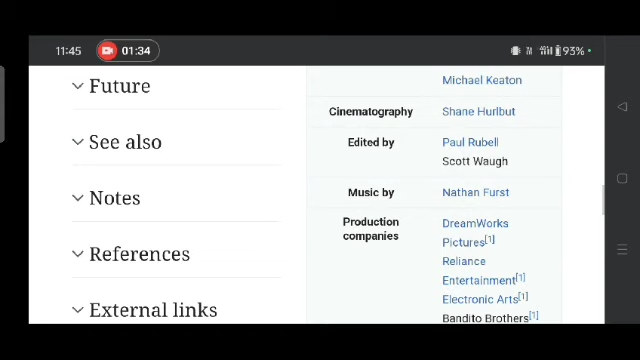 11:45
01:34
93%
Michael Keaton
Future
Cinematography Shane Hurlbut
See also
Edited by Paul Rubell
Scott Waugh
Notes
Music by Nathan Furst
Production companies
DreamWorks
Pictures[1]
Reliance
Entertainment[1]
Electronic Arts[1]
Bandito Brothers[1]
References
External links